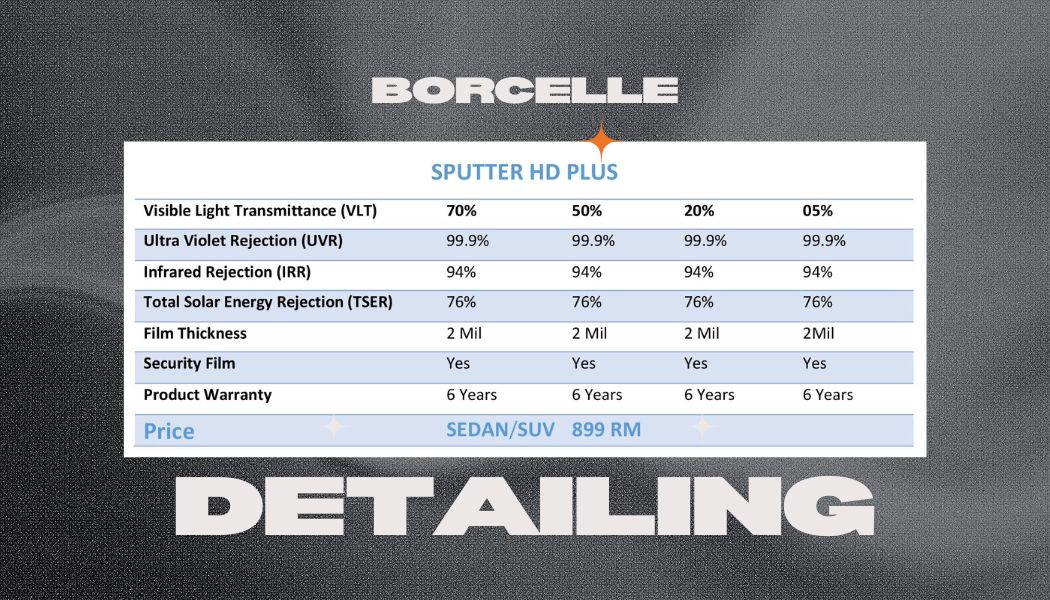 BORCELLE
SPUTTER HD PLUS
Visible Light Transmittance (VLT) 70% 50% 20% 05%
Ultra Violet Rejection (UVR) 99.9% 99.9% 99.9% 99.9%
Infrared Rejection (IRR) 94% 94% 94% 94%
Total Solar Energy Rejection (TSER) 76% 76% 76% 76%
Film Thickness 2 Mil 2 Mil 2 Mil 2Mil
Security Film Yes Yes Yes Yes
Product Warranty 6 Years 6 Years 6 Years 6 Years
Price SEDAN/SUV 899 RM
DETAILING